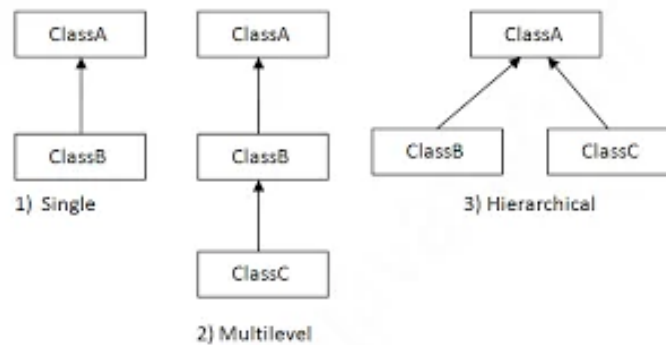 ClassA
ClassB
1) Single
ClassA
ClassB
ClassC
2) Multilevel
ClassA
ClassB
ClassC
3) Hierarchical